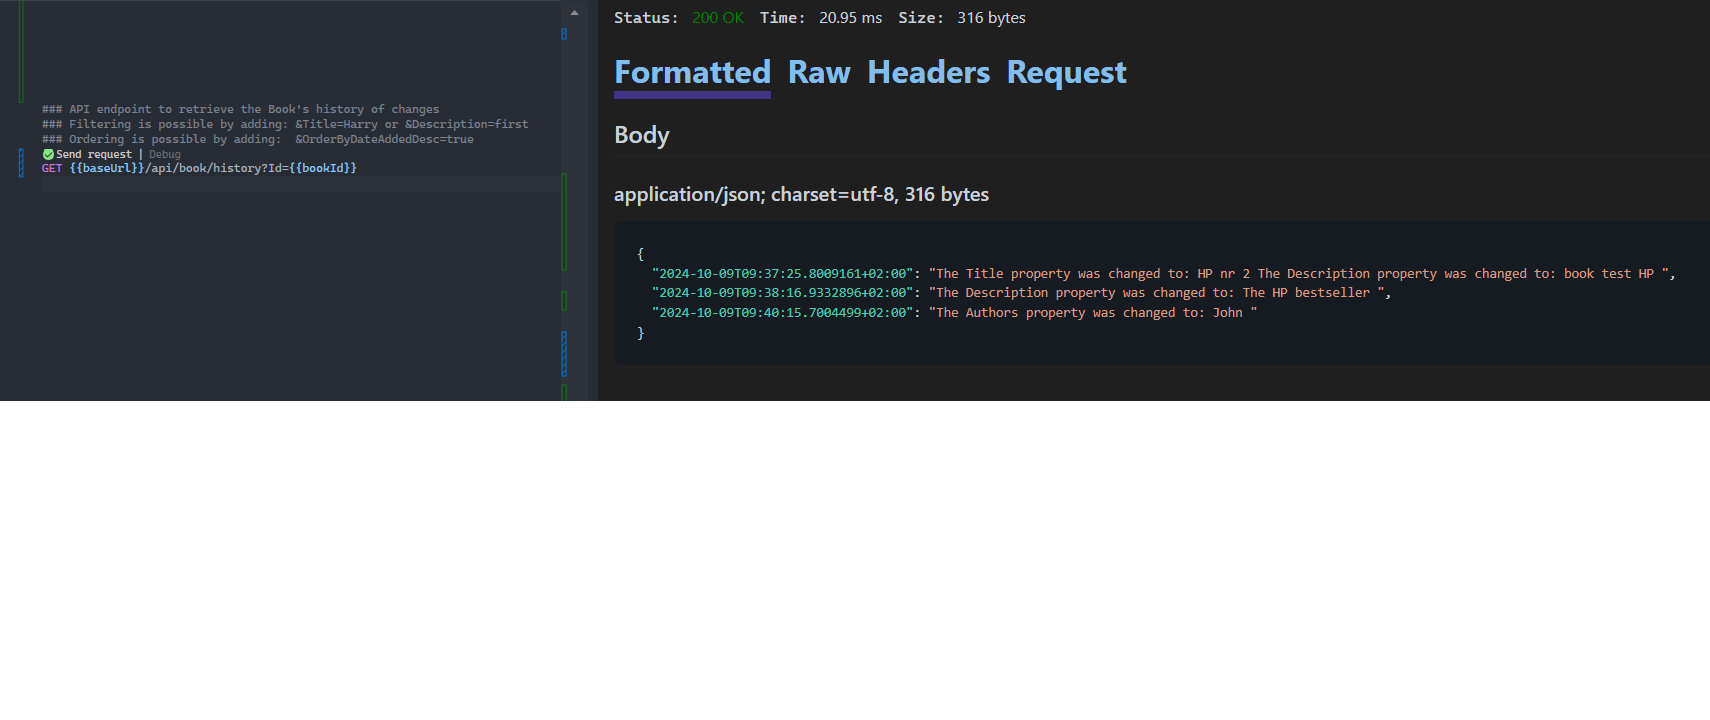 ### API endpoint to retrieve the Book's history of changes
### Filtering is possible by adding: &Title=Harry or &Description=first
### Ordering is possible by adding:  &OrderByDateAddedDesc=true
Send request | Debug
GET {{baseUrl}}/api/book/history?Id={{bookId}}
Status: 200 OK Time: 20.95 ms Size: 316 bytes
Formatted Raw Headers Request
Body
application/json; charset=utf-8, 316 bytes
{
"2024-10-09T09:37:25.8009161+02:00": "The Title property was changed to: HP nr 2 The Description property was changed to: book test HP ",
"2024-10-09T09:38:16.9332896+02:00": "The Description property was changed to: The HP bestseller ",
"2024-10-09T09:40:15.7004499+02:00": "The Authors property was changed to: John "
}